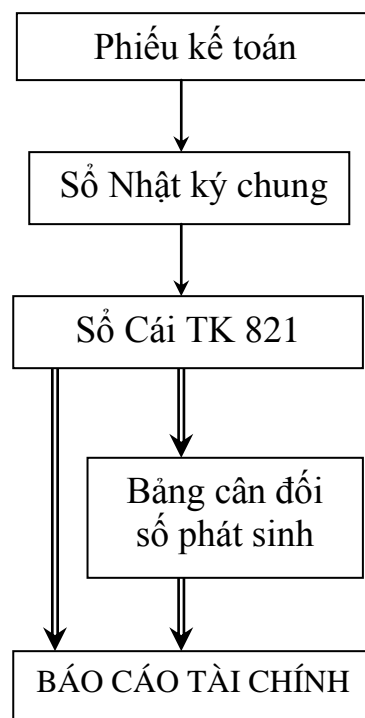 Phiếu kế toán
Sổ Nhật ký chung
Sổ Cái TK 821
Bảng cân đối
số phát sinh
BÁO CÁO TÀI CHÍNH